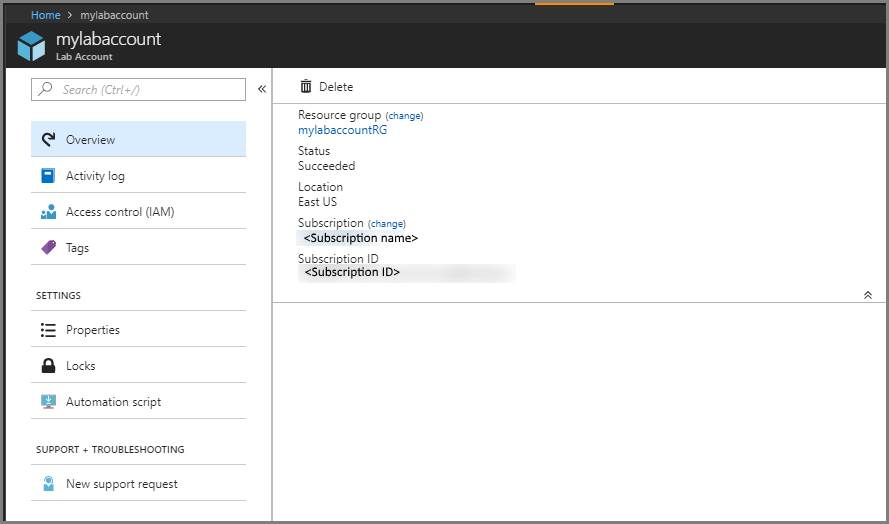 Home > mylabaccount
mylabaccount
Lab Account
Search (Ctrl+/)
«
Overview
Activity log
Access control (IAM)
Tags
SETTINGS
Properties
Locks
Automation script
SUPPORT + TROUBLESHOOTING
New support request
Delete
Resource group (change)
mylabaccountRG
Status
Succeeded
Location
East US
Subscription (change)
<Subscription name>
Subscription ID
<Subscription ID>